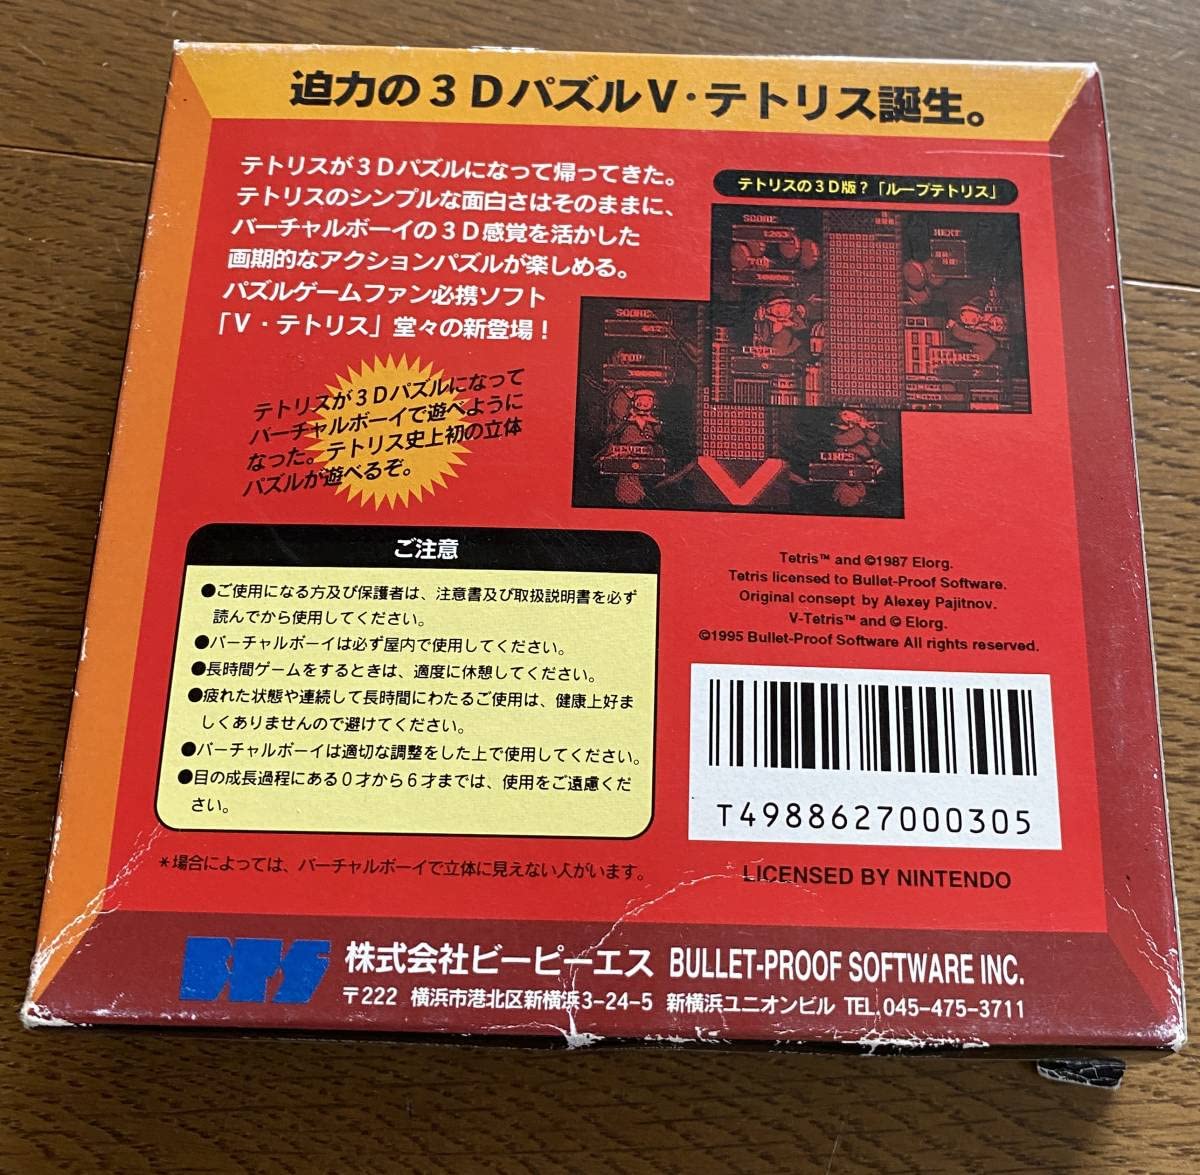 迫力の３ＤパズルV・テトリス誕生。
テトリスが３Ｄパズルになって帰ってきた。
テトリスのシンプルな面白さはそのままに、
バーチャルボーイの３Ｄ感覚を活かした
画期的なアクションパズルが楽しめる。
パズルゲームファン必携ソフト
「V・テトリス」堂々の新登場！
テトリスが３Ｄパズルになって
バーチャルボーイで遊べように
なった。テトリス史上初の立体
パズルが遊べるぞ。
テトリスの３Ｄ版？「ループテトリス」
SCORE
NEXT
TOP
LEVEL
0
LINES
2
SCORE
TOP
LEVEL
0
LINES
1
ご注意
●ご使用になる方及び保護者は、注意書及び取扱説明書を必ず
読んでから使用してください。
●バーチャルボーイは必ず屋内で使用してください。
●長時間ゲームをするときは、適度に休憩してください。
●疲れた状態や連続して長時間にわたるご使用は、健康上好ま
しくありませんので避けてください。
●バーチャルボーイは適切な調整をした上で使用してください。
●目の成長過程にある０才から６才までは、使用をご遠慮くだ
さい。
＊場合によっては、バーチャルボーイで立体に見えない人がいます。
Tetris™ and ©1987 Elorg.
Tetris licensed to Bullet-Proof Software.
Original consept by Alexey Pajitnov.
V-Tetris™ and © Elorg.
©1995 Bullet-Proof Software All rights reserved.
T4988627000305
LICENSED BY NINTENDO
BPS 株式会社ビーピーエス BULLET-PROOF SOFTWARE INC.
〒222 横浜市港北区新横浜3-24-5 新横浜ユニオンビル TEL.045-475-3711